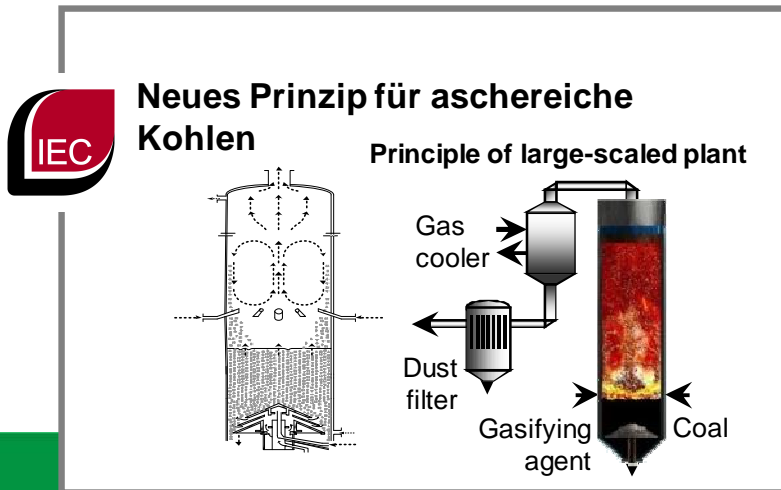 Neues Prinzip für aschereiche
Kohlen
IEC
Principle of large-scaled plant
Gas
cooler
Dust
filter
Gasifying
agent
Coal